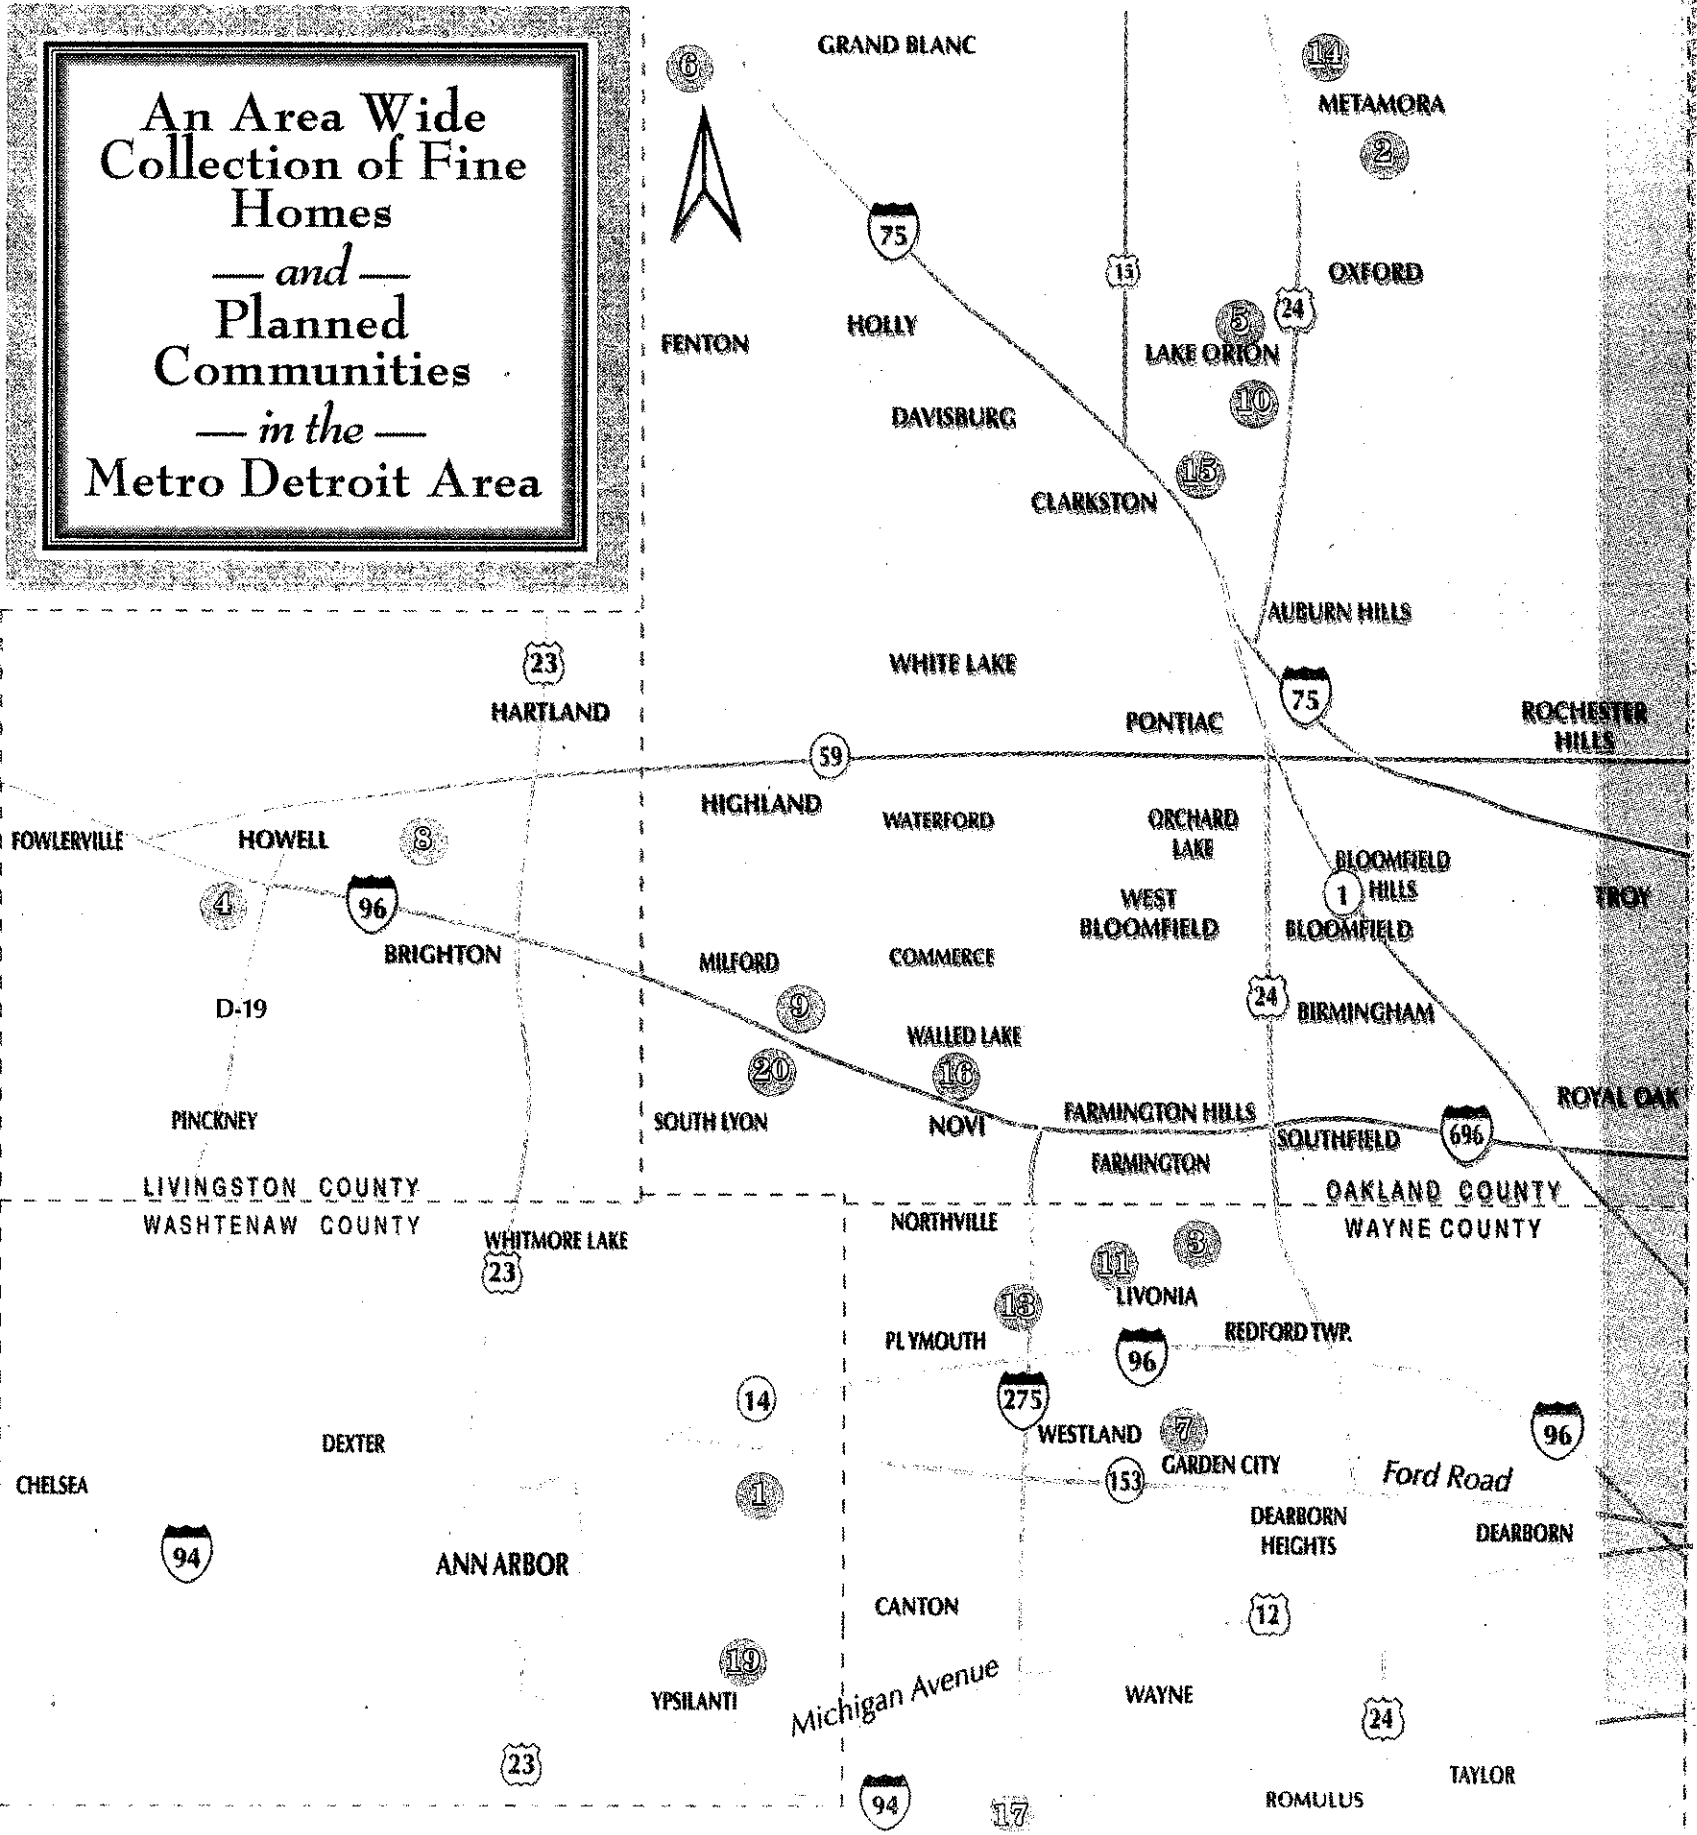 An Area Wide
Collection of Fine
Homes
— and —
Planned
Communities
— in the —
Metro Detroit Area
6
GRAND BLANC
14
METAMORA
2
75
15
OXFORD
24
5
HOLLY
FENTON
LAKE ORION
10
DAVISBURG
15
CLARKSTON
AUBURN HILLS
23
WHITE LAKE
75
HARTLAND
PONTIAC
ROCHESTER
HILLS
59
HIGHLAND
WATERFORD
ORCHARD
LAKE
FOWLERVILLE
HOWELL
8
BLOOMFIELD
HILLS
1
4
96
WEST
BLOOMFIELD
TROY
BLOOMFIELD
BRIGHTON
MILFORD
COMMERCE
D-19
9
24
BIRMINGHAM
WALLED LAKE
20
16
ROYAL OAK
PINCKNEY
SOUTH LYON
NOVI
FARMINGTON HILLS
SOUTHFIELD
696
FARMINGTON
LIVINGSTON COUNTY
OAKLAND COUNTY
WASHTENAW COUNTY
NORTHVILLE
WAYNE COUNTY
WHITMORE LAKE
23
3
11
LIVONIA
13
PLYMOUTH
REDFORD TWP.
96
14
275
WESTLAND
7
96
DEXTER
GARDEN CITY
Ford Road
CHELSEA
1
153
DEARBORN
HEIGHTS
DEARBORN
94
ANN ARBOR
CANTON
12
19
YPSILANTI
Michigan Avenue
WAYNE
24
23
TAYLOR
94
17
ROMULUS